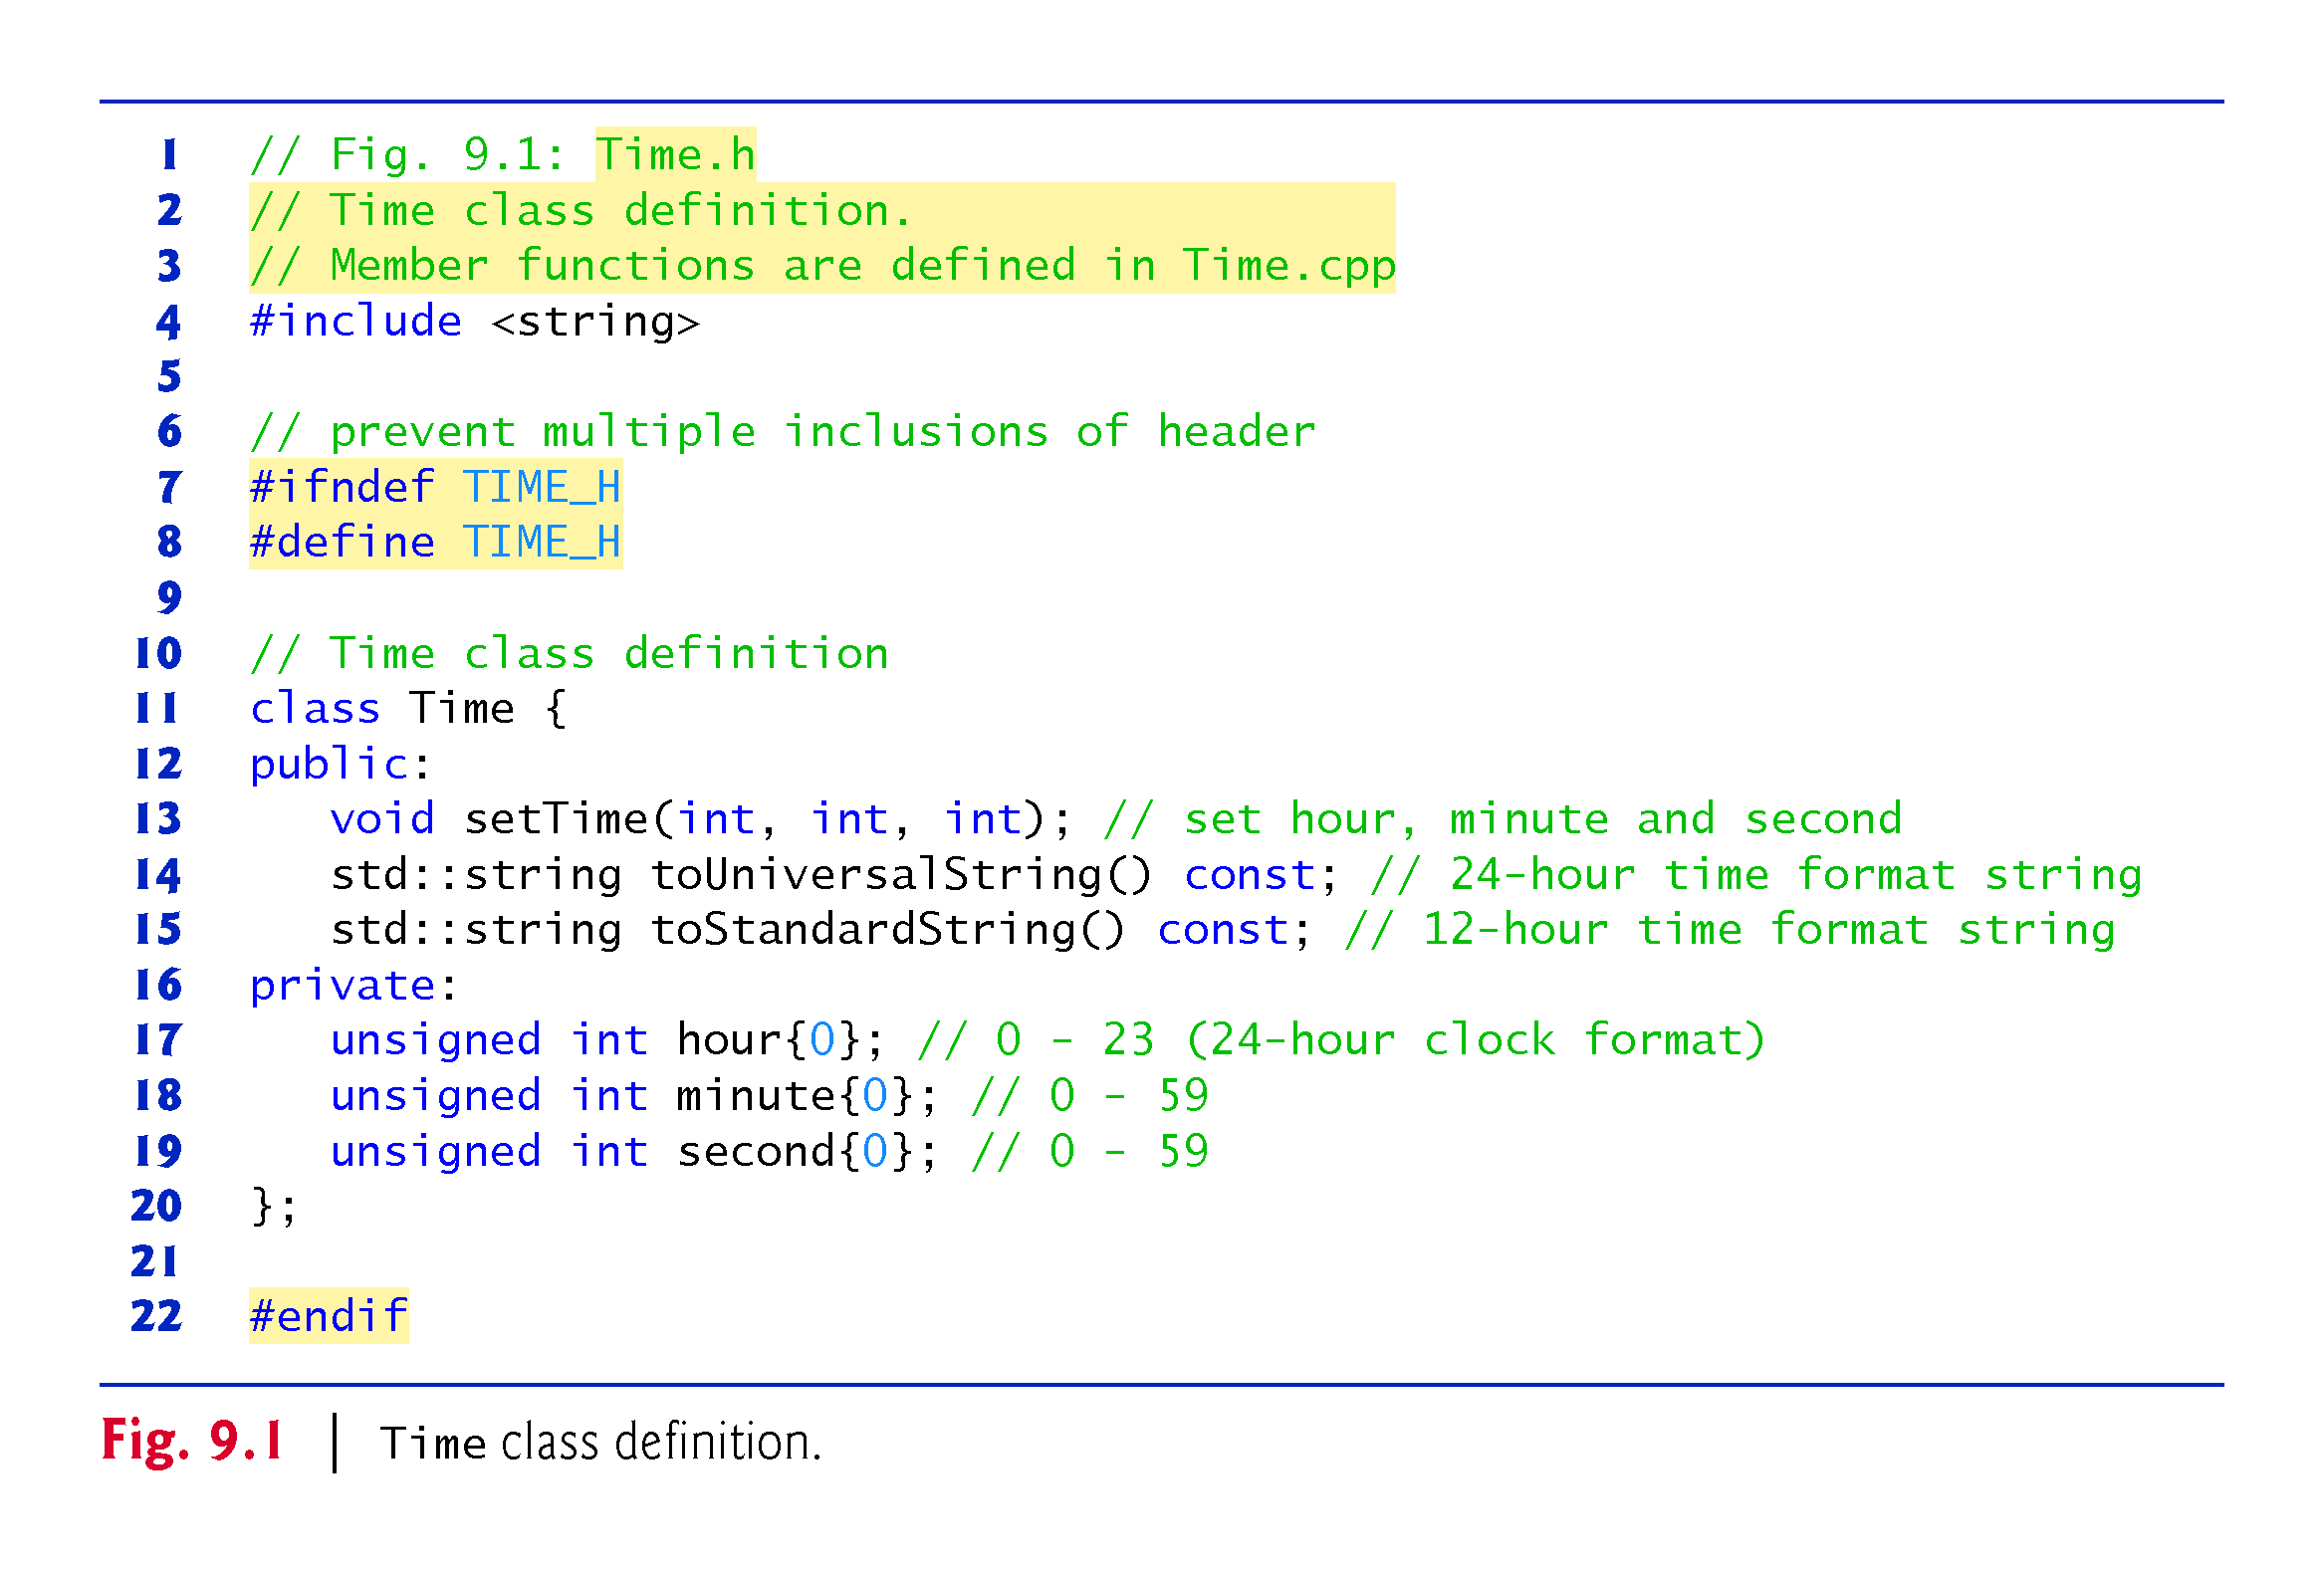 1 // Fig. 9.1: Time.h
2 // Time class definition.
3 // Member functions are defined in Time.cpp
4 #include <string>
5
6 // prevent multiple inclusions of header
7 #ifndef TIME_H
8 #define TIME_H
9
10 // Time class definition
11 class Time {
12 public:
13    void setTime(int, int, int); // set hour, minute and second
14    std::string toUniversalString() const; // 24-hour time format string
15    std::string toStandardString() const; // 12-hour time format string
16 private:
17    unsigned int hour{0}; // 0 - 23 (24-hour clock format)
18    unsigned int minute{0}; // 0 - 59
19    unsigned int second{0}; // 0 - 59
20 };
21
22 #endif
Fig. 9.1 | Time class definition.